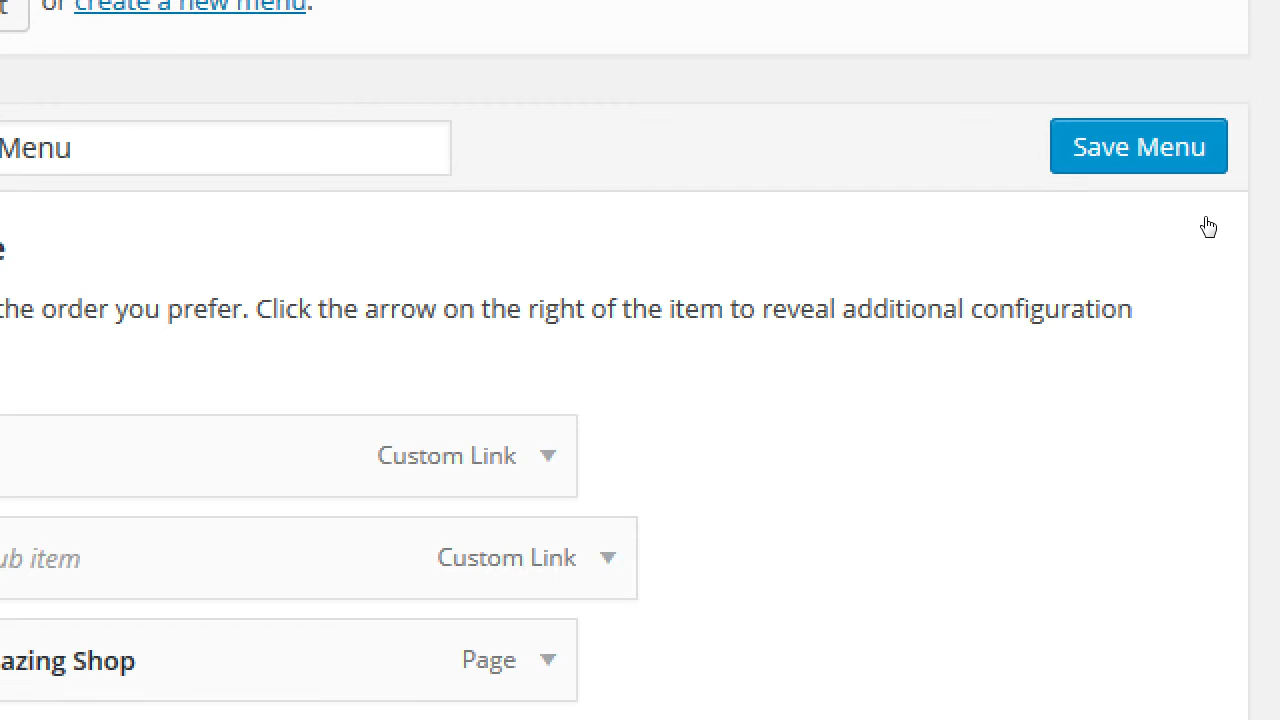 or create a new menu.
Menu
Save Menu
the order you prefer. Click the arrow on the right of the item to reveal additional configuration
Custom Link
ub item Custom Link
azing Shop Page